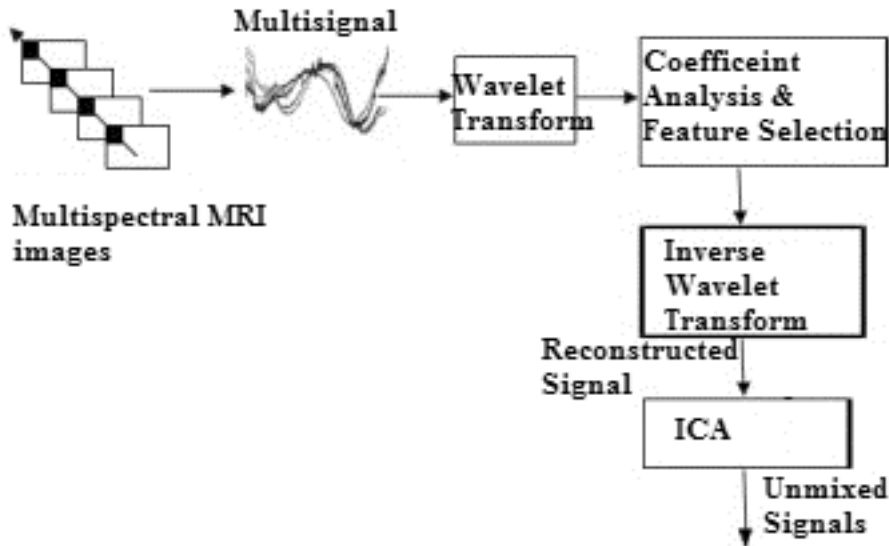 Multisignal
Multispectral MRI
images
Wavelet
Transform
Coefficeint
Analysis &
Feature Selection
Inverse
Wavelet
Transform
Reconstructed
Signal
ICA
Unmixed
Signals